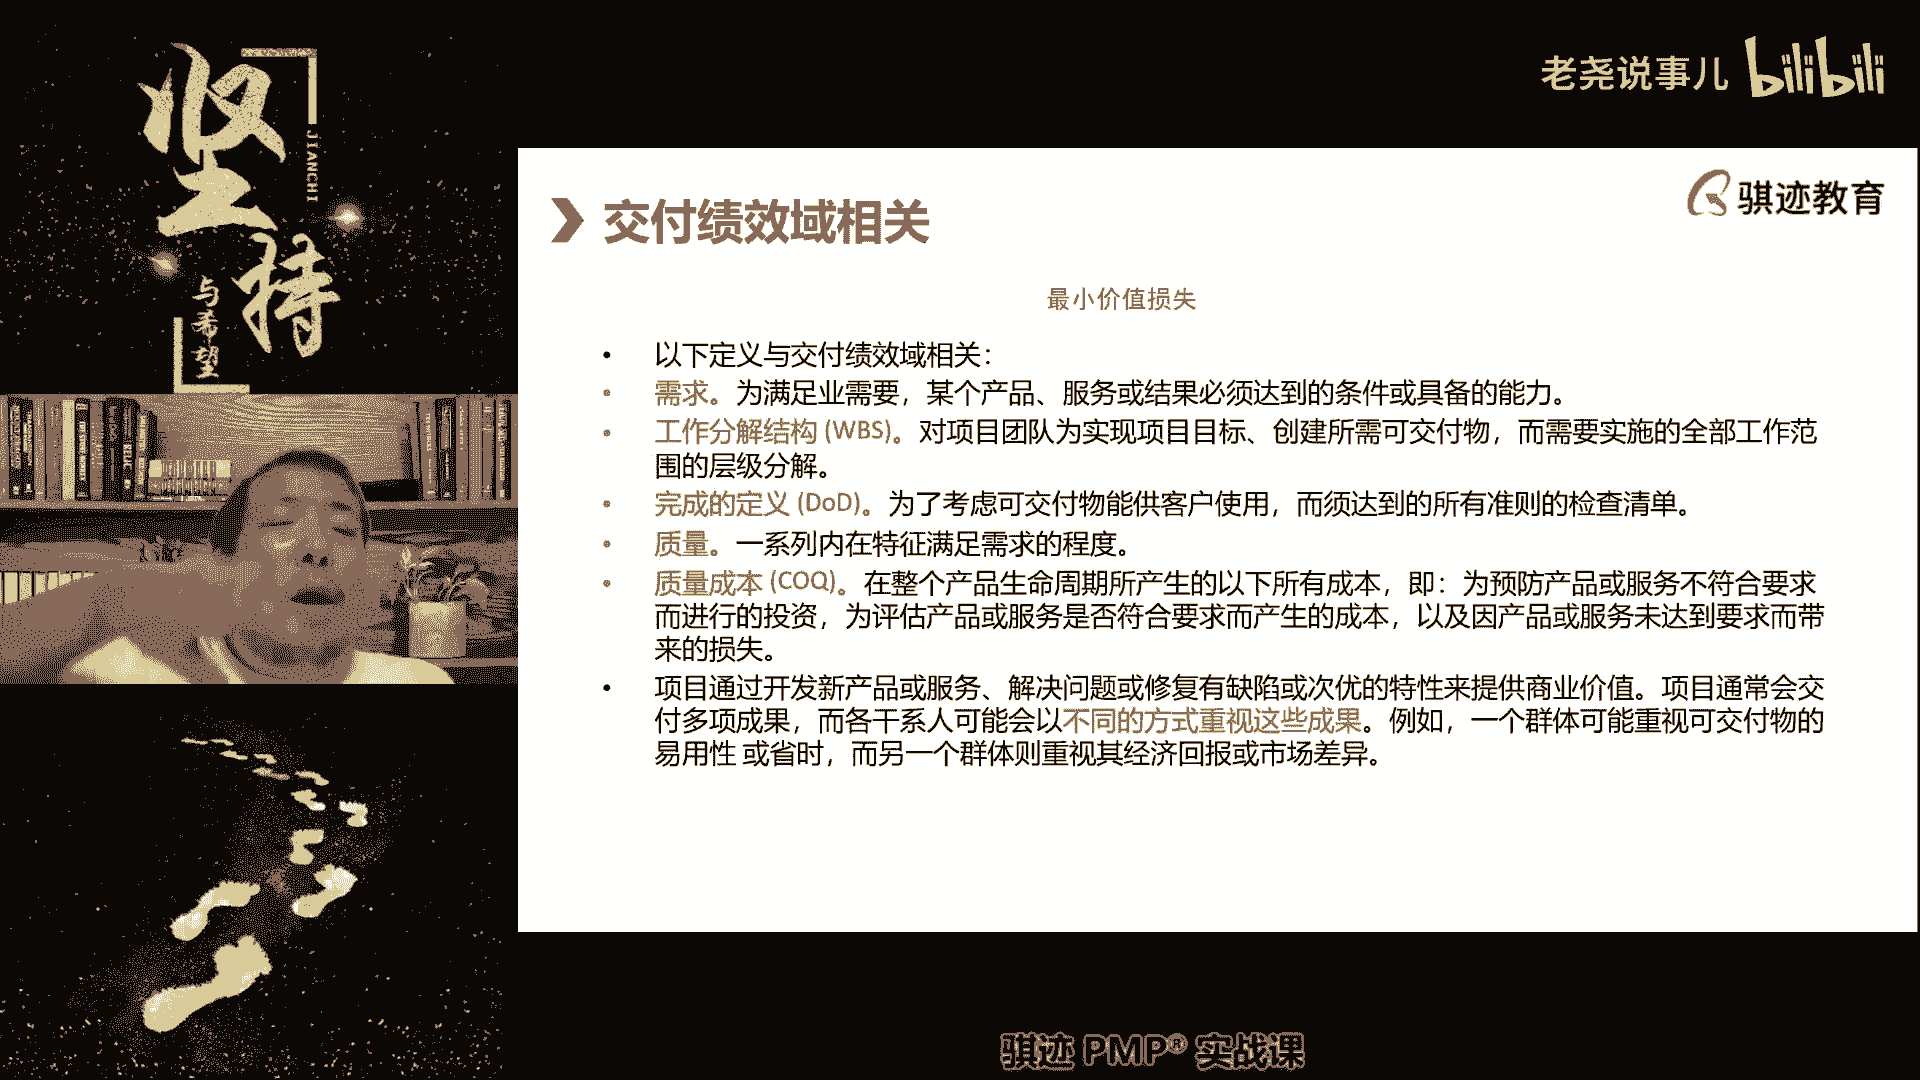 坚持
JIANCHI
与希望
老尧说事儿 bilibili
骐迹教育
交付绩效域相关
最小价值损失
• 以下定义与交付绩效域相关：
• 需求。为满足业需要，某个产品、服务或结果必须达到的条件或具备的能力。
• 工作分解结构 (WBS)。对项目团队为实现项目目标、创建所需可交付物，而需要实施的全部工作范
围的层级分解。
• 完成的定义 (DoD)。为了考虑可交付物能供客户使用，而须达到的所有准则的检查清单。
• 质量。一系列内在特征满足需求的程度。
• 质量成本 (COQ)。在整个产品生命周期所产生的以下所有成本，即：为预防产品或服务不符合要求
而进行的投资，为评估产品或服务是否符合要求而产生的成本，以及因产品或服务未达到要求而带
来的损失。
• 项目通过开发新产品或服务、解决问题或修复有缺陷或次优的特性来提供商业价值。项目通常会交
付多项成果，而各干系人可能会以不同的方式重视这些成果。例如，一个群体可能重视可交付物的
易用性 或省时，而另一个群体则重视其经济回报或市场差异。
骐迹 PMP® 实战课